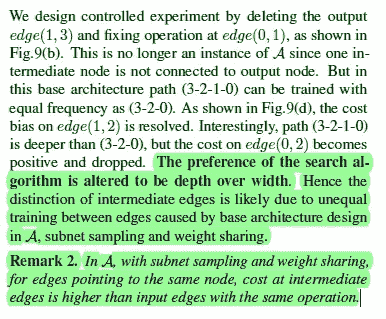 We design controlled experiment by deleting the output
edge(1, 3) and fixing operation at edge(0, 1), as shown in
Fig.9(b). This is no longer an instance of 𝒜 since one in-
termediate node is not connected to output node. But in
this base architecture path (3-2-1-0) can be trained with
equal frequency as (3-2-0). As shown in Fig.9(d), the cost
bias on edge(1, 2) is resolved. Interestingly, path (3-2-1-0)
is deeper than (3-2-0), but the cost on edge(0, 2) becomes
positive and dropped. The preference of the search al-
gorithm is altered to be depth over width. Hence the
distinction of intermediate edges is likely due to unequal
training between edges caused by base architecture design
in 𝒜, subnet sampling and weight sharing.
Remark 2. In 𝒜, with subnet sampling and weight sharing,
for edges pointing to the same node, cost at intermediate
edges is higher than input edges with the same operation.